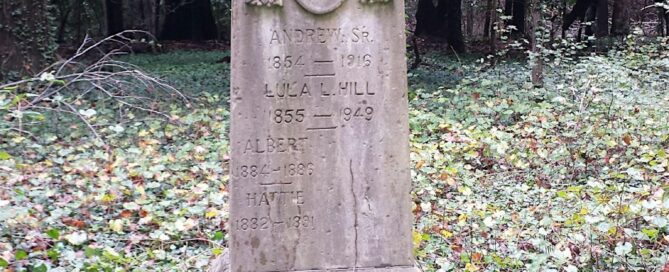 ANDREW. SR.
1854 — 1916
LULA L. HILL
1855 — 1949
ALBERT
1884-1886
HATTIE
1882-1891